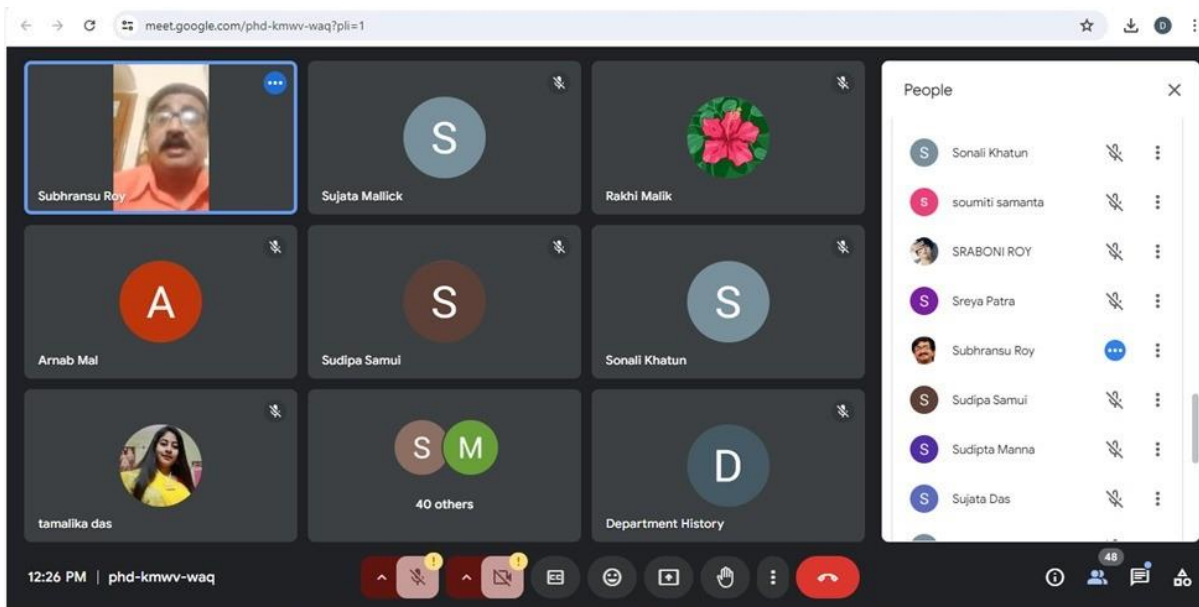 meet.google.com/phd-kmwv-waq?pli=1
D
Subhransu Roy
S
Sujata Mallick
Rakhi Malik
A
Arnab Mal
S
Sudipa Samui
S
Sonali Khatun
tamalika das
S M
40 others
D
Department History
People
S Sonali Khatun
s soumiti samanta
SRABONI ROY
S Sreya Patra
Subhransu Roy
S Sudipa Samui
S Sudipta Manna
S Sujata Das
12:26 PM | phd-kmwv-waq
!
!
CC
48